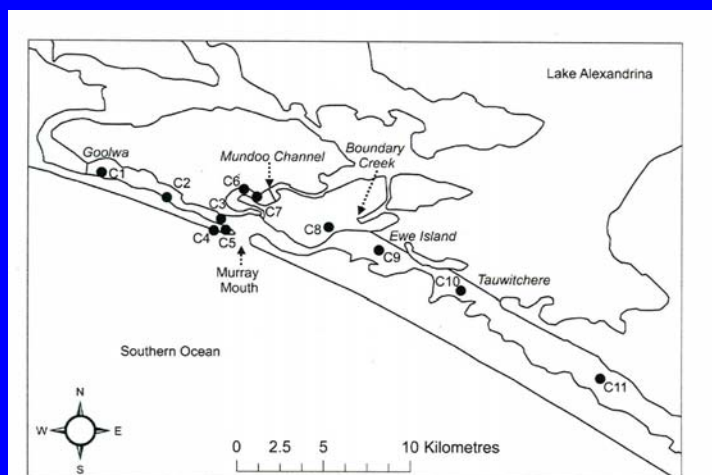 Lake Alexandrina
Goolwa
Mundoo Channel
Boundary
Creek
C1
C2
C6
C7
C3
C4
C5
C8
Ewe Island
C9
Murray
Mouth
Tauwitchere
C10
Southern Ocean
C11
N
W
E
S
0 2.5 5 10 Kilometres